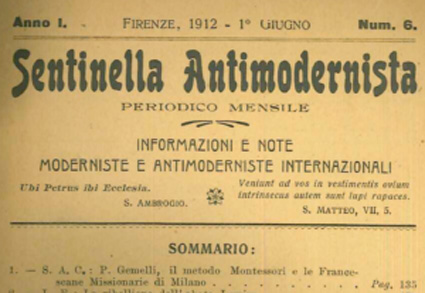 Anno I.
FIRENZE, 1912 - 1° GIUGNO
Num. 6.
Sentinella Antimodernista
PERIODICO MENSILE
INFORMAZIONI E NOTE
MODERNISTE E ANTIMODERNISTE INTERNAZIONALI
Ubi Petrus ibi Ecclesia.
S. AMBROGIO.
Veniunt ad vos in vestimentis ovium
intrinsecus autem sunt lupi rapaces.
S. MATTEO, VII, 5.
SOMMARIO:
1. — S. A. C.: P. Gemelli, il metodo Montessori e le France-
scane Missionarie di Milano . . . . . Pag. 135